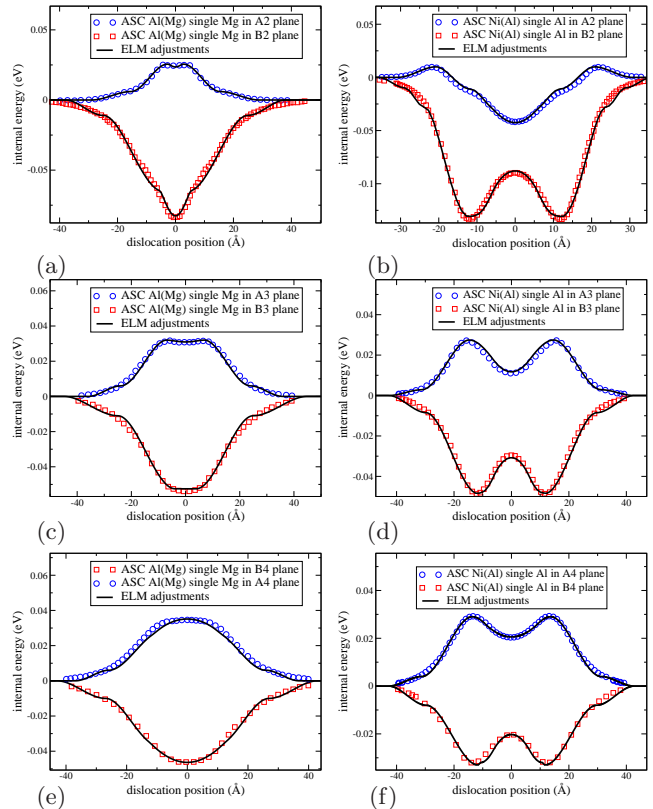 ASC Al(Mg) single Mg in A2 plane
ASC Al(Mg) single Mg in B2 plane
ELM adjustments
internal energy (eV)
0.05
0
-0.05
-40 -20 0 20 40
dislocation position (Å)
(a)
ASC Ni(Al) single Al in A2 plane
ASC Ni(Al) single Al in B2 plane
ELM adjustments
internal energy (eV)
0.05
0
-0.05
-0.1
-30 -20 -10 0 10 20 30
dislocation position (Å)
(b)
ASC Al(Mg) single Mg in A3 plane
ASC Al(Mg) single Mg in B3 plane
ELM adjustments
internal energy (eV)
0.06
0.04
0.02
0
-0.02
-0.04
-40 -20 0 20 40
dislocation position (Å)
(c)
ASC Ni(Al) single Al in A3 plane
ASC Ni(Al) single Al in B3 plane
ELM adjustments
internal energy (eV)
0.04
0.02
0
-0.02
-0.04
-40 -20 0 20 40
dislocation position (Å)
(d)
ASC Al(Mg) single Mg in B4 plane
ASC Al(Mg) single Mg in A4 plane
ELM adjustments
internal energy (eV)
0.06
0.04
0.02
0
-0.02
-0.04
-40 -20 0 20 40
dislocation position (Å)
(e)
ASC Ni(Al) single Al in A4 plane
ASC Ni(Al) single Al in B4 plane
ELM adjustments
internal energy (eV)
0.04
0.02
0
-0.02
-40 -20 0 20 40
dislocation position (Å)
(f)